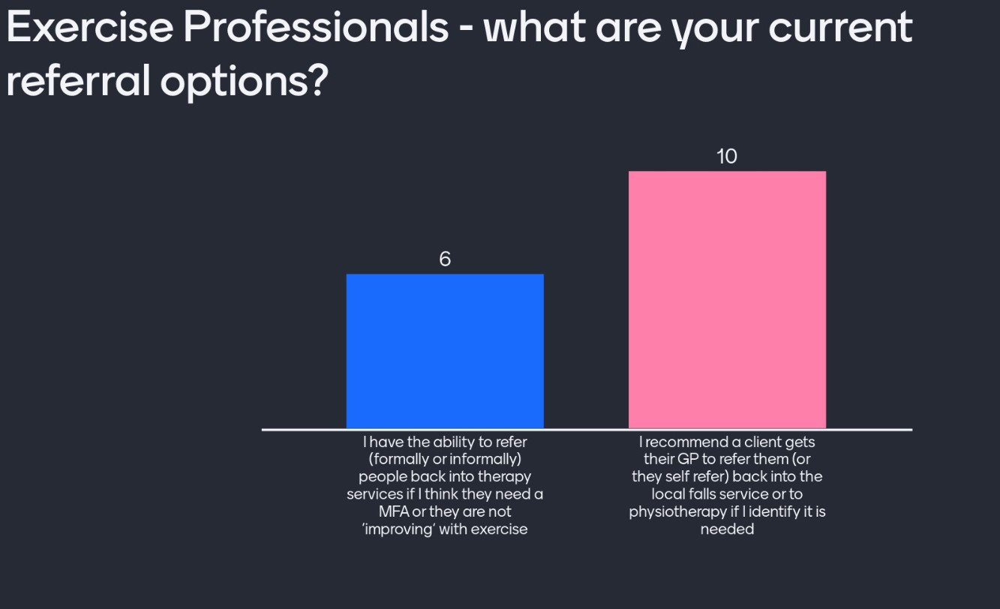 Exercise Professionals - what are your current
referral options?
10
6
I have the ability to refer
(formally or informally)
people back into therapy
services if I think they need a
MFA or they are not
'improving' with exercise
I recommend a client gets
their GP to refer them (or
they self refer) back into the
local falls service or to
physiotherapy if I identify it is
needed